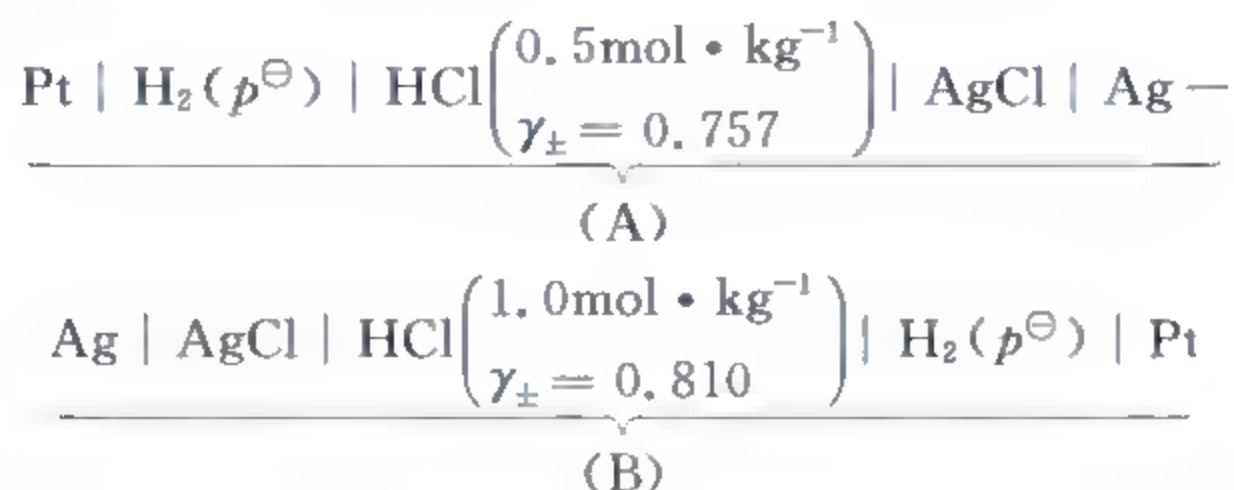 Pt | H₂(p⊖) | HCl(0.5mol • kg⁻¹ γ± = 0.757) | AgCl | Ag —
(A)
Ag | AgCl | HCl(1.0mol • kg⁻¹ γ± = 0.810) | H₂(p⊖) | Pt
(B)